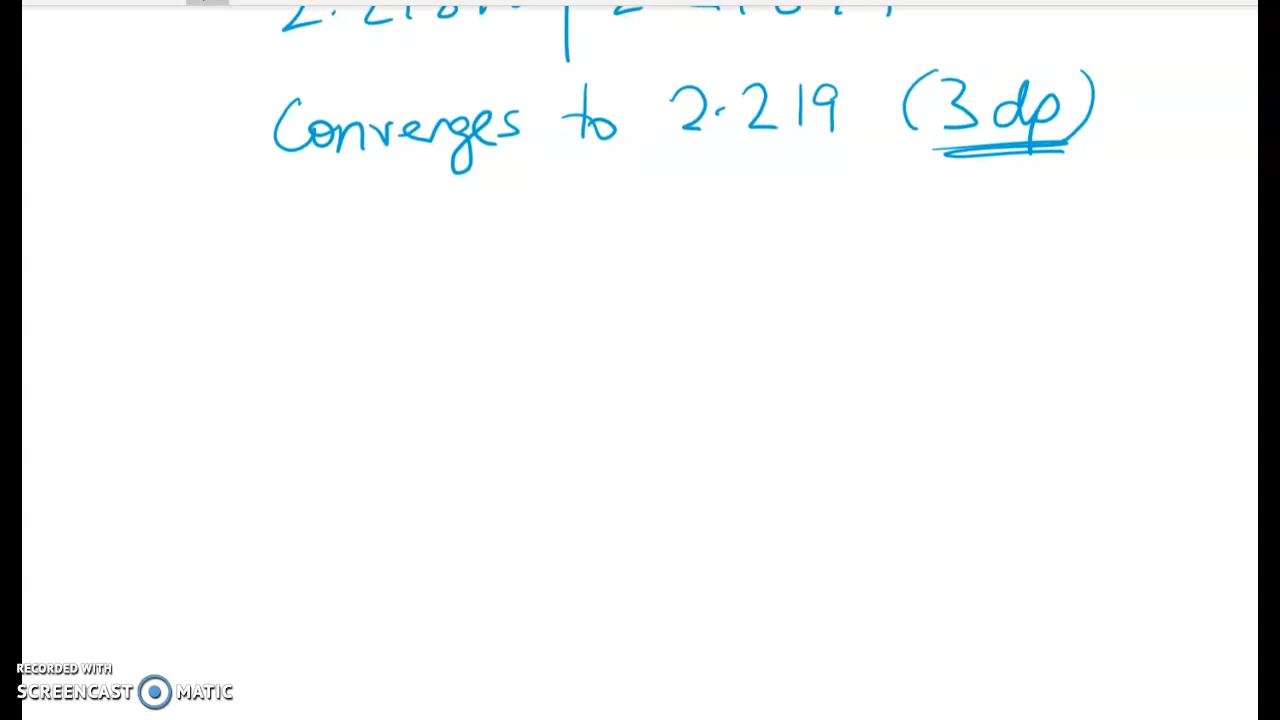 Converges to 2.219 (3dp)
RECORDED WITH
SCREENCAST MATIC